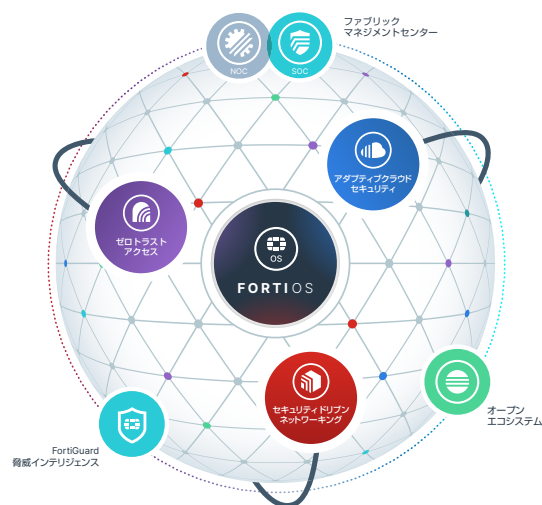 ファブリック
マネジメントセンター
NOC
SOC
アダプティブクラウド
セキュリティ
ゼロトラスト
アクセス
OS
FORTIOS
セキュリティドリブン
ネットワーキング
オープン
エコシステム
FortiGuard
脅威インテリジェンス